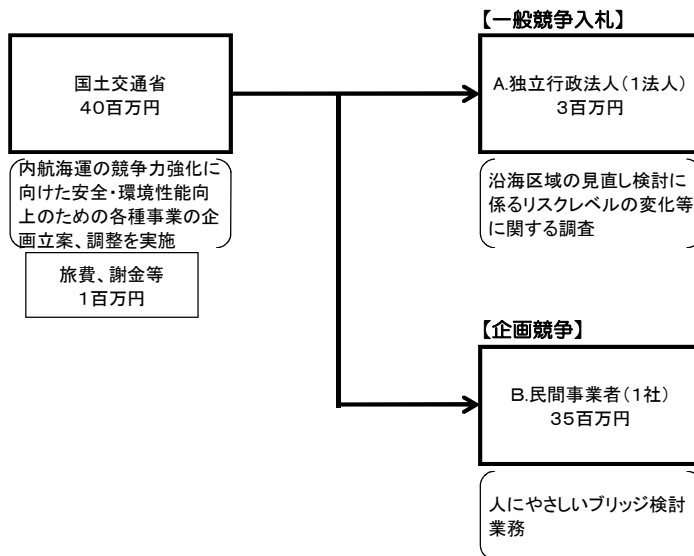 【一般競争入札】
国土交通省
40百万円
A.独立行政法人(1法人)
3百万円
内航海運の競争力強化に
向けた安全・環境性能向
上のための各種事業の企
画立案、調整を実施
沿海区域の見直し検討に
係るリスクレベルの変化等
に関する調査
旅費、謝金等
1百万円
【企画競争】
B.民間事業者(1社)
35百万円
人にやさしいブリッジ検討
業務